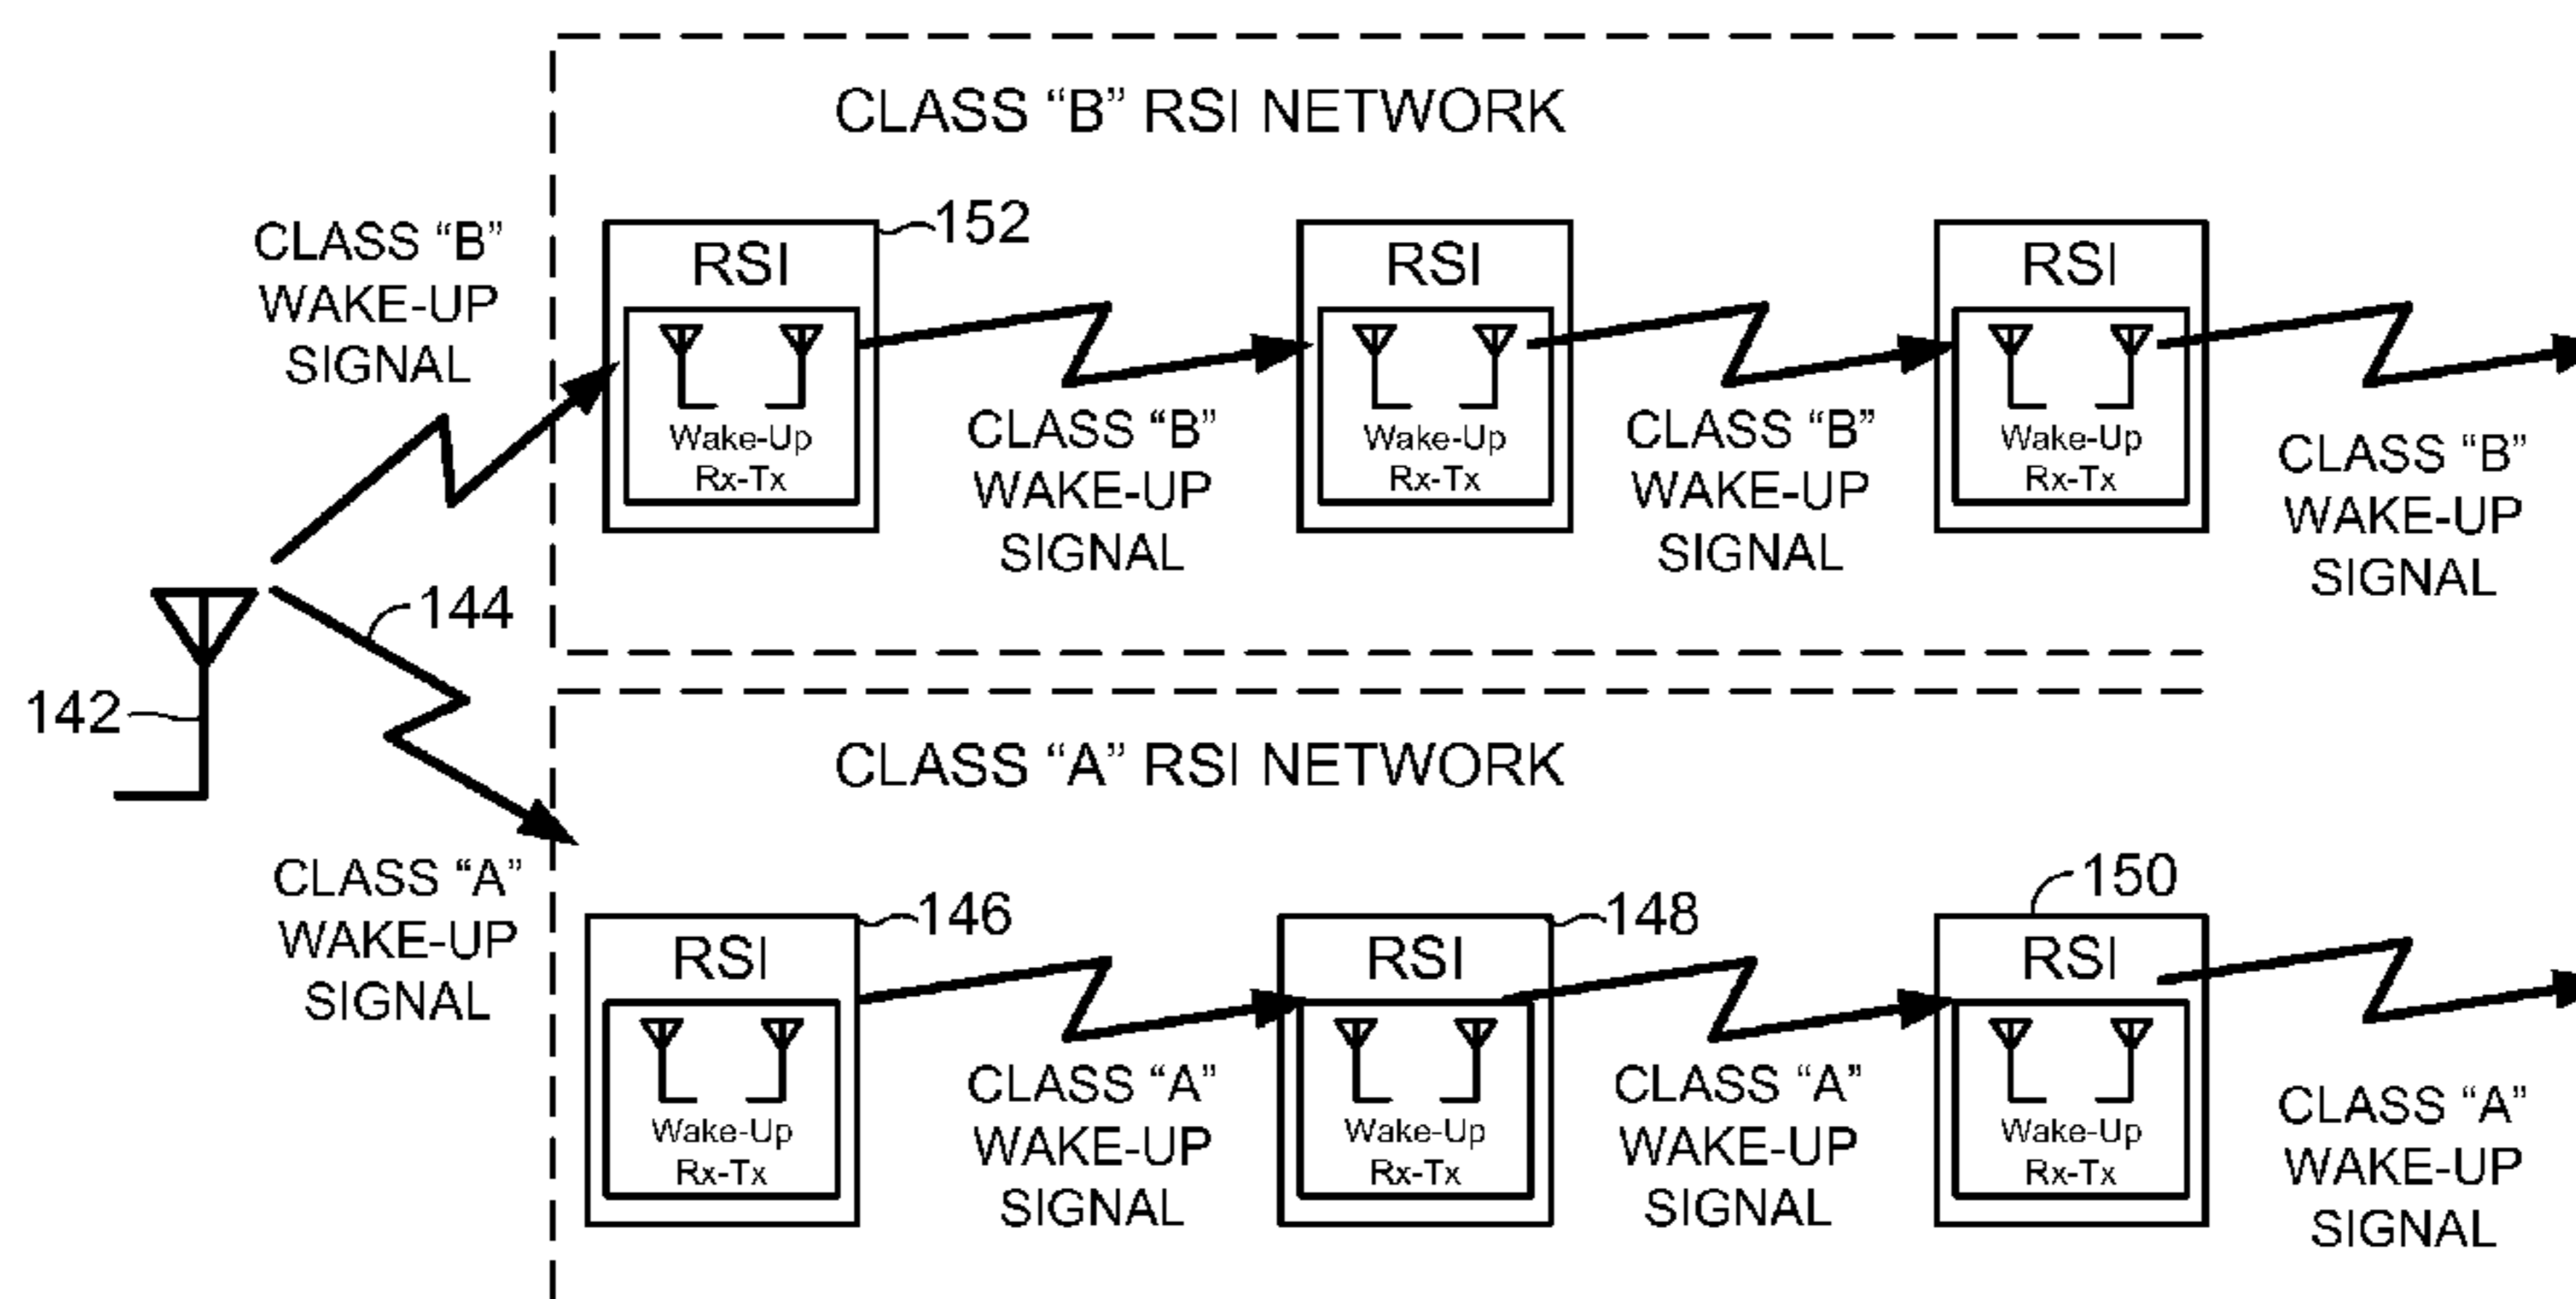 CLASS “B” RSI NETWORK
CLASS “B”
WAKE-UP
SIGNAL
152
RSI
Wake-Up
Rx-Tx
CLASS “B”
WAKE-UP
SIGNAL
RSI
Wake-Up
Rx-Tx
CLASS “B”
WAKE-UP
SIGNAL
RSI
Wake-Up
Rx-Tx
CLASS “B”
WAKE-UP
SIGNAL
144
142
CLASS “A” RSI NETWORK
CLASS “A”
WAKE-UP
SIGNAL
146
RSI
Wake-Up
Rx-Tx
CLASS “A”
WAKE-UP
SIGNAL
148
RSI
Wake-Up
Rx-Tx
CLASS “A”
WAKE-UP
SIGNAL
150
RSI
Wake-Up
Rx-Tx
CLASS “A”
WAKE-UP
SIGNAL